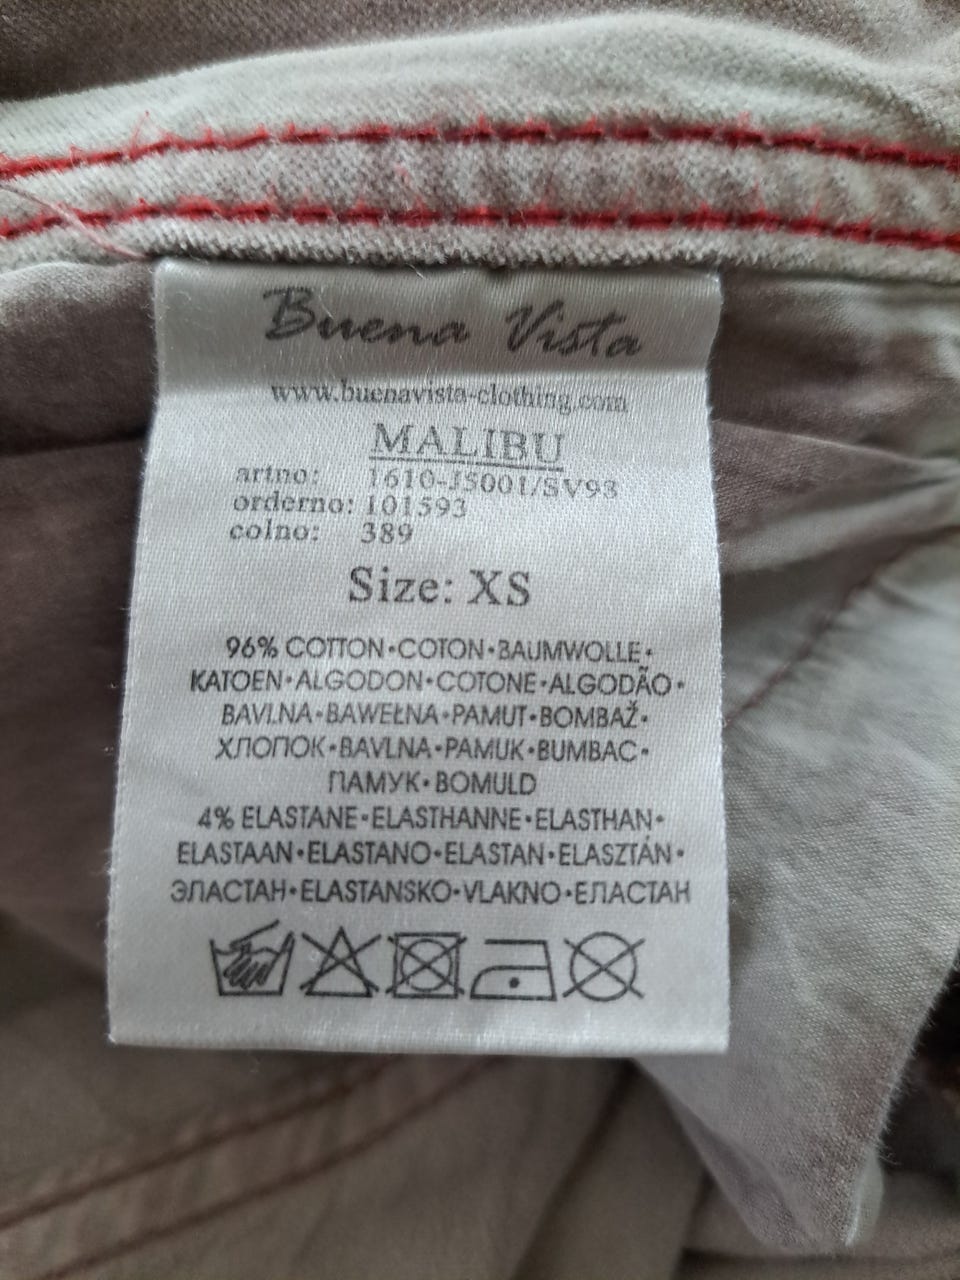 Buena Vista
www.buenavista-clothing.com
MALIBU
artno: 1610-J5001/SV93
orderno: 101593
colno: 389
Size: XS
96% COTTON•COTON•BAUMWOLLE•
KATOEN•ALGODON•COTONE•ALGODÃO•
BAVLNA•BAWEŁNA•PAMUT•BOMBAŽ•
ХЛОПОК•BAVLNA•PAMUK•BUMBAC•
ПАМУК•BOMULD
4% ELASTANE•ELASTHANNE•ELASTHAN•
ELASTAAN•ELASTANO•ELASTAN•ELASZTÁN•
ЭЛАСТАН•ELASTANSKO•VLAKNO•ЕЛАСТАН